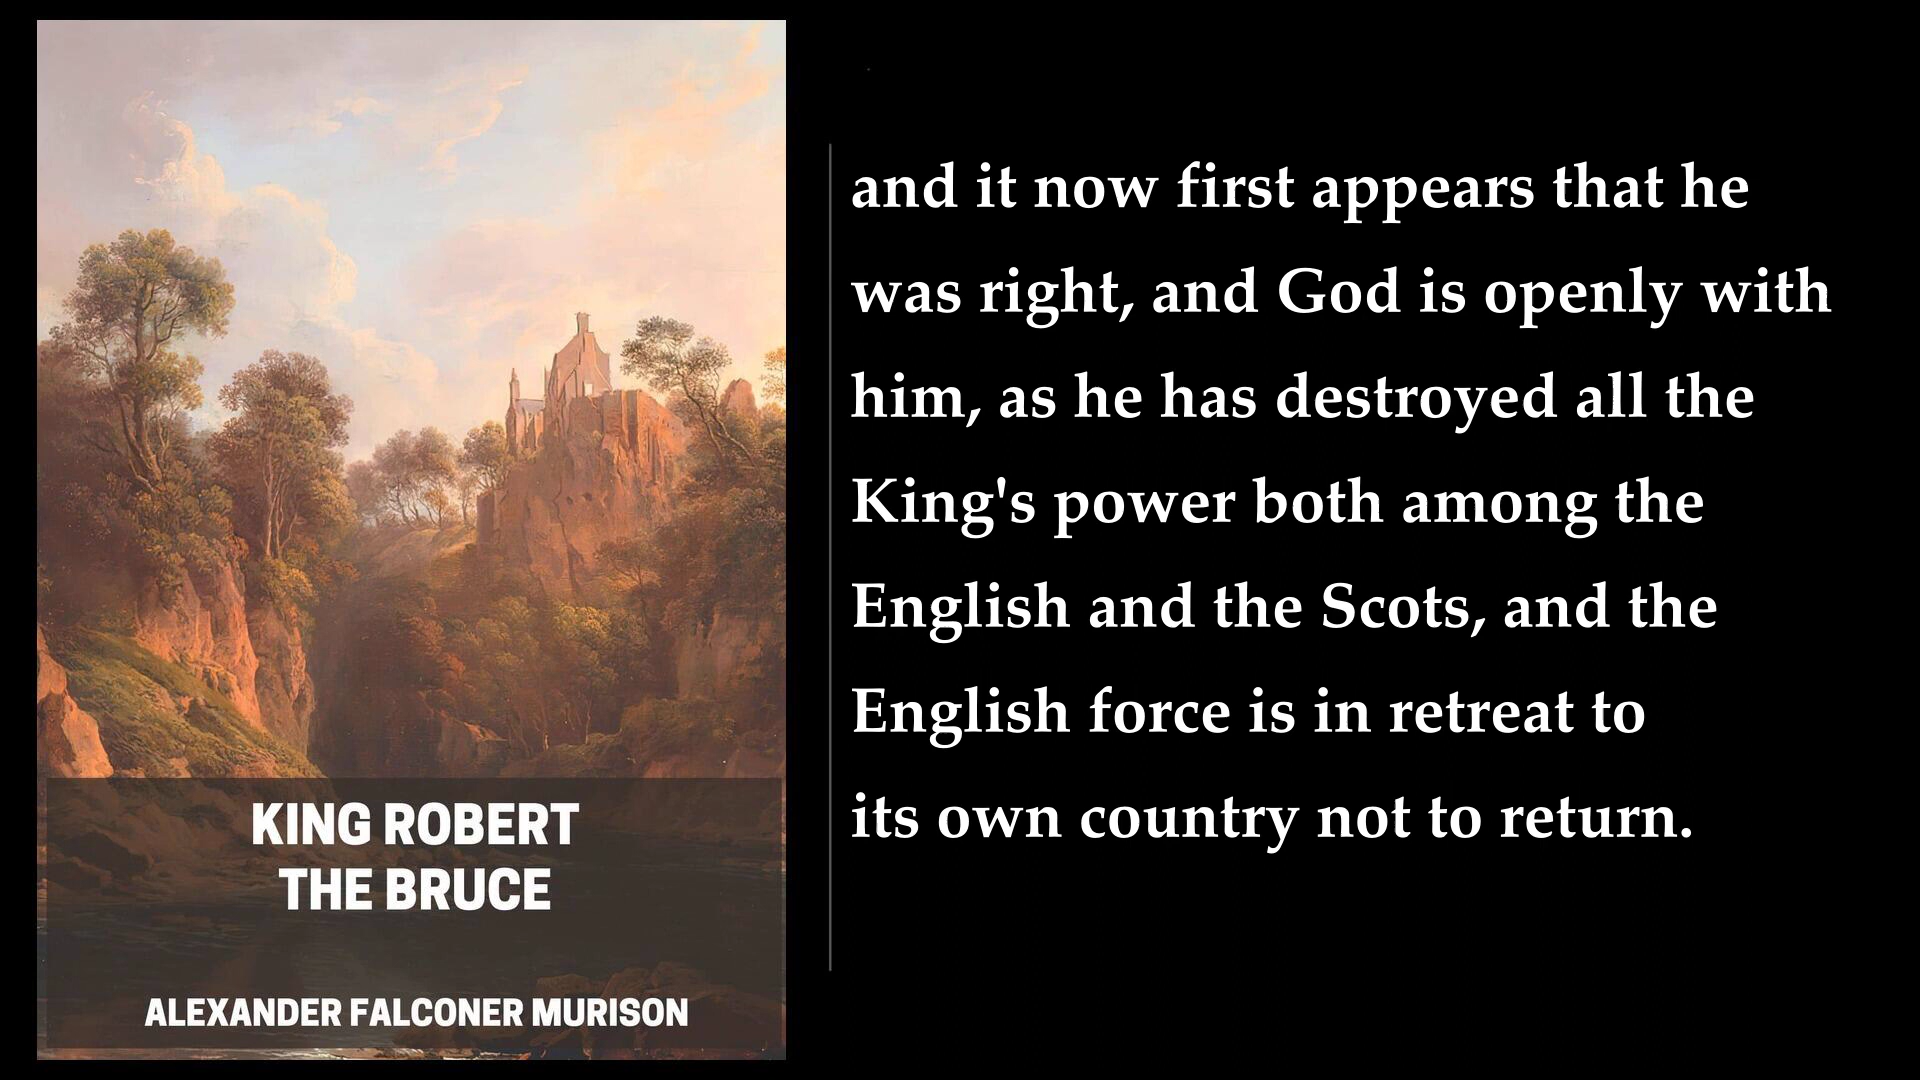 KING ROBERT
THE BRUCE
ALEXANDER FALCONER MURISON
and it now first appears that he
was right, and God is openly with
him, as he has destroyed all the
King's power both among the
English and the Scots, and the
English force is in retreat to
its own country not to return.